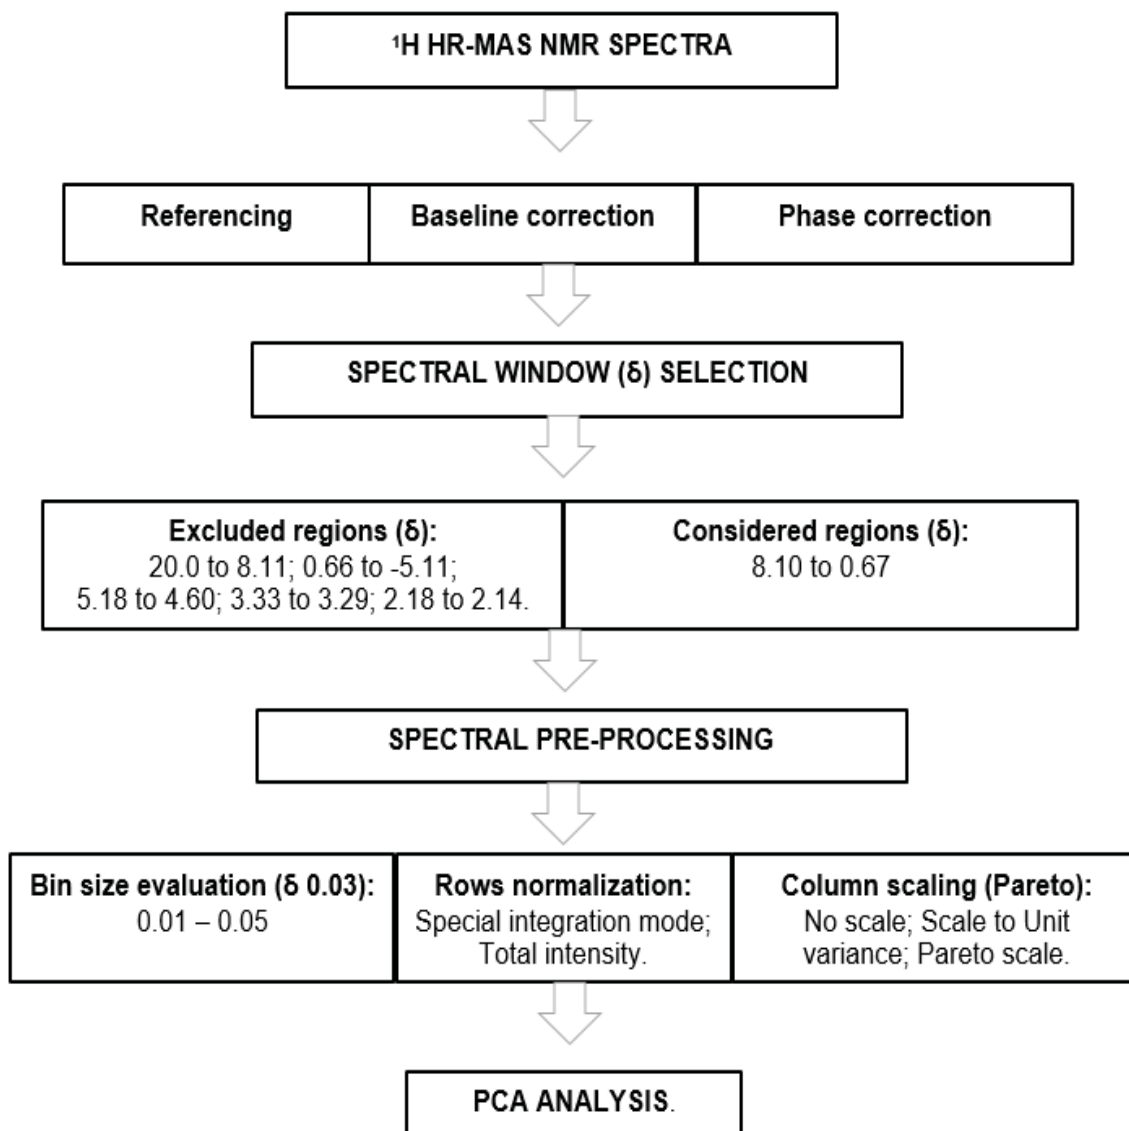 ¹H HR-MAS NMR SPECTRA
Referencing
Baseline correction
Phase correction
SPECTRAL WINDOW (δ) SELECTION
Excluded regions (δ):
20.0 to 8.11; 0.66 to -5.11;
5.18 to 4.60; 3.33 to 3.29; 2.18 to 2.14.
Considered regions (δ):
8.10 to 0.67
SPECTRAL PRE-PROCESSING
Bin size evaluation (δ 0.03):
0.01 – 0.05
Rows normalization:
Special integration mode;
Total intensity.
Column scaling (Pareto):
No scale; Scale to Unit
variance; Pareto scale.
PCA ANALYSIS.